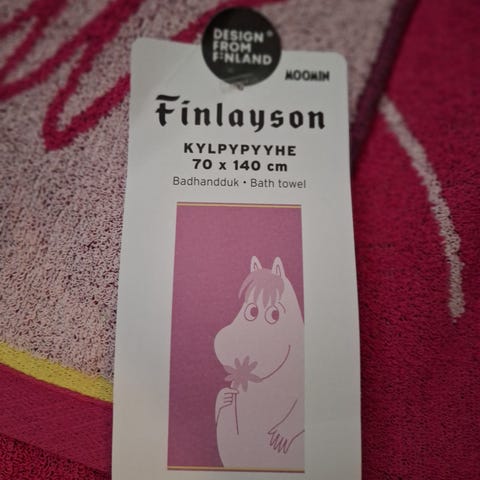 DESIGN®
FROM
FINLAND
MOOMIN
Finlayson
KYLPYPYYHE
70 x 140 cm
Badhandduk • Bath towel